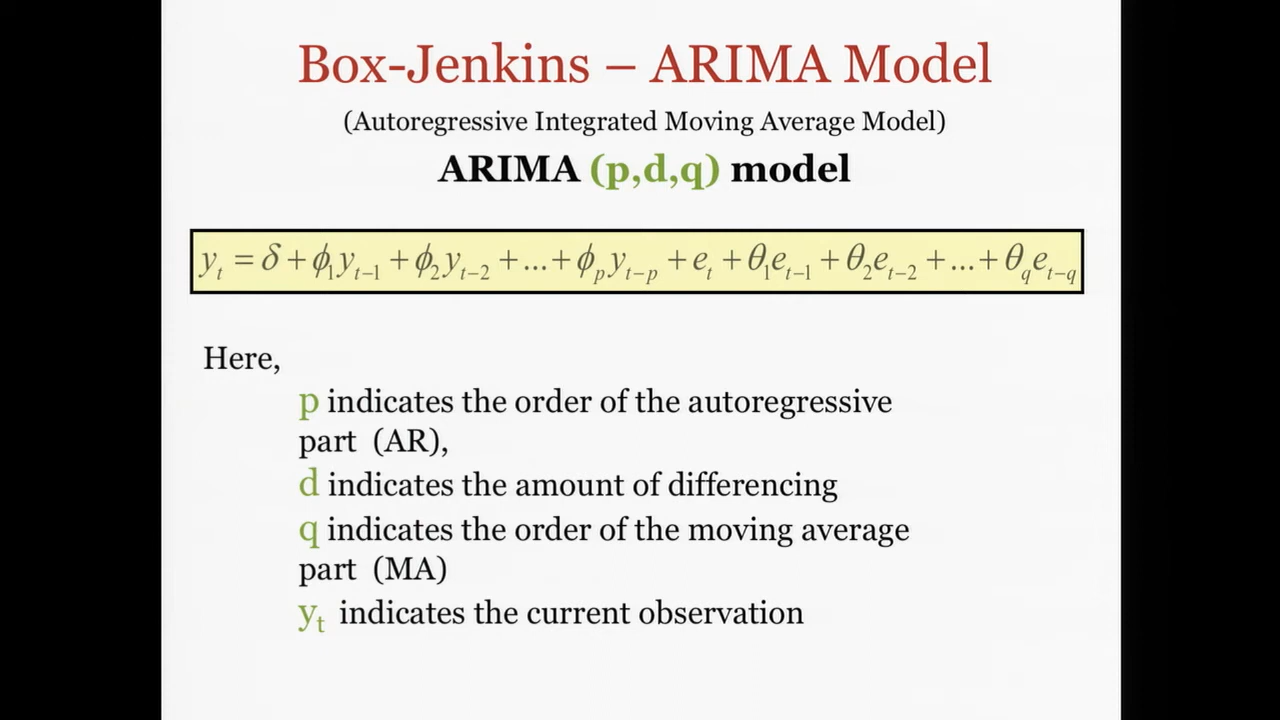 Box-Jenkins – ARIMA Model
(Autoregressive Integrated Moving Average Model)
ARIMA (p,d,q) model
yₜ = δ + ϕ₁yₜ₋₁ + ϕ₂yₜ₋₂ + ... + ϕₚyₜ₋ₚ + eₜ + θ₁eₜ₋₁ + θ₂eₜ₋₂ + ... + θ_q e_{t−q}
Here,
p indicates the order of the autoregressive
part (AR),
d indicates the amount of differencing
q indicates the order of the moving average
part (MA)
yₜ indicates the current observation